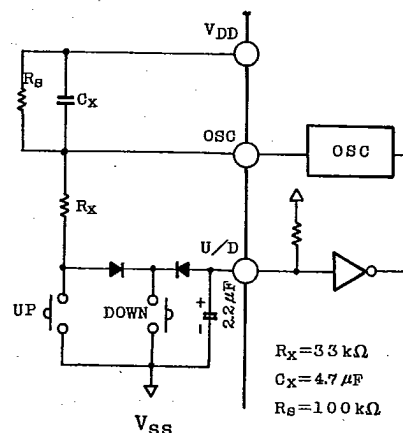 VDD
RS
CX
OSC
OSC
RX
U/D
UP
DOWN
+
-
2.2μF
RX=33kΩ
CX=4.7μF
RS=100kΩ
VSS